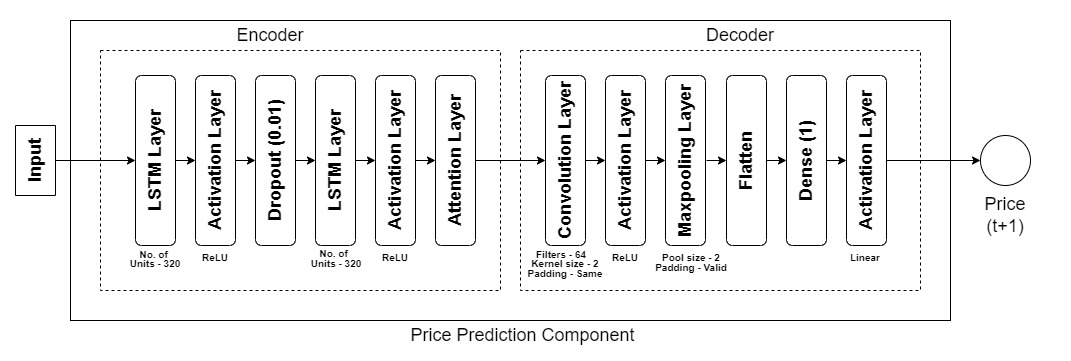 Encoder
Decoder
Input
LSTM Layer
Activation Layer
Dropout (0.01)
LSTM Layer
Activation Layer
Attention Layer
Convolution Layer
Activation Layer
Maxpooling Layer
Flatten
Dense (1)
Activation Layer
No. of
Units - 320
ReLU
No. of
Units - 320
ReLU
Filters - 64
Kernel size - 2
Padding - Same
ReLU
Pool size - 2
Padding - Valid
Linear
Price
(t+1)
Price Prediction Component